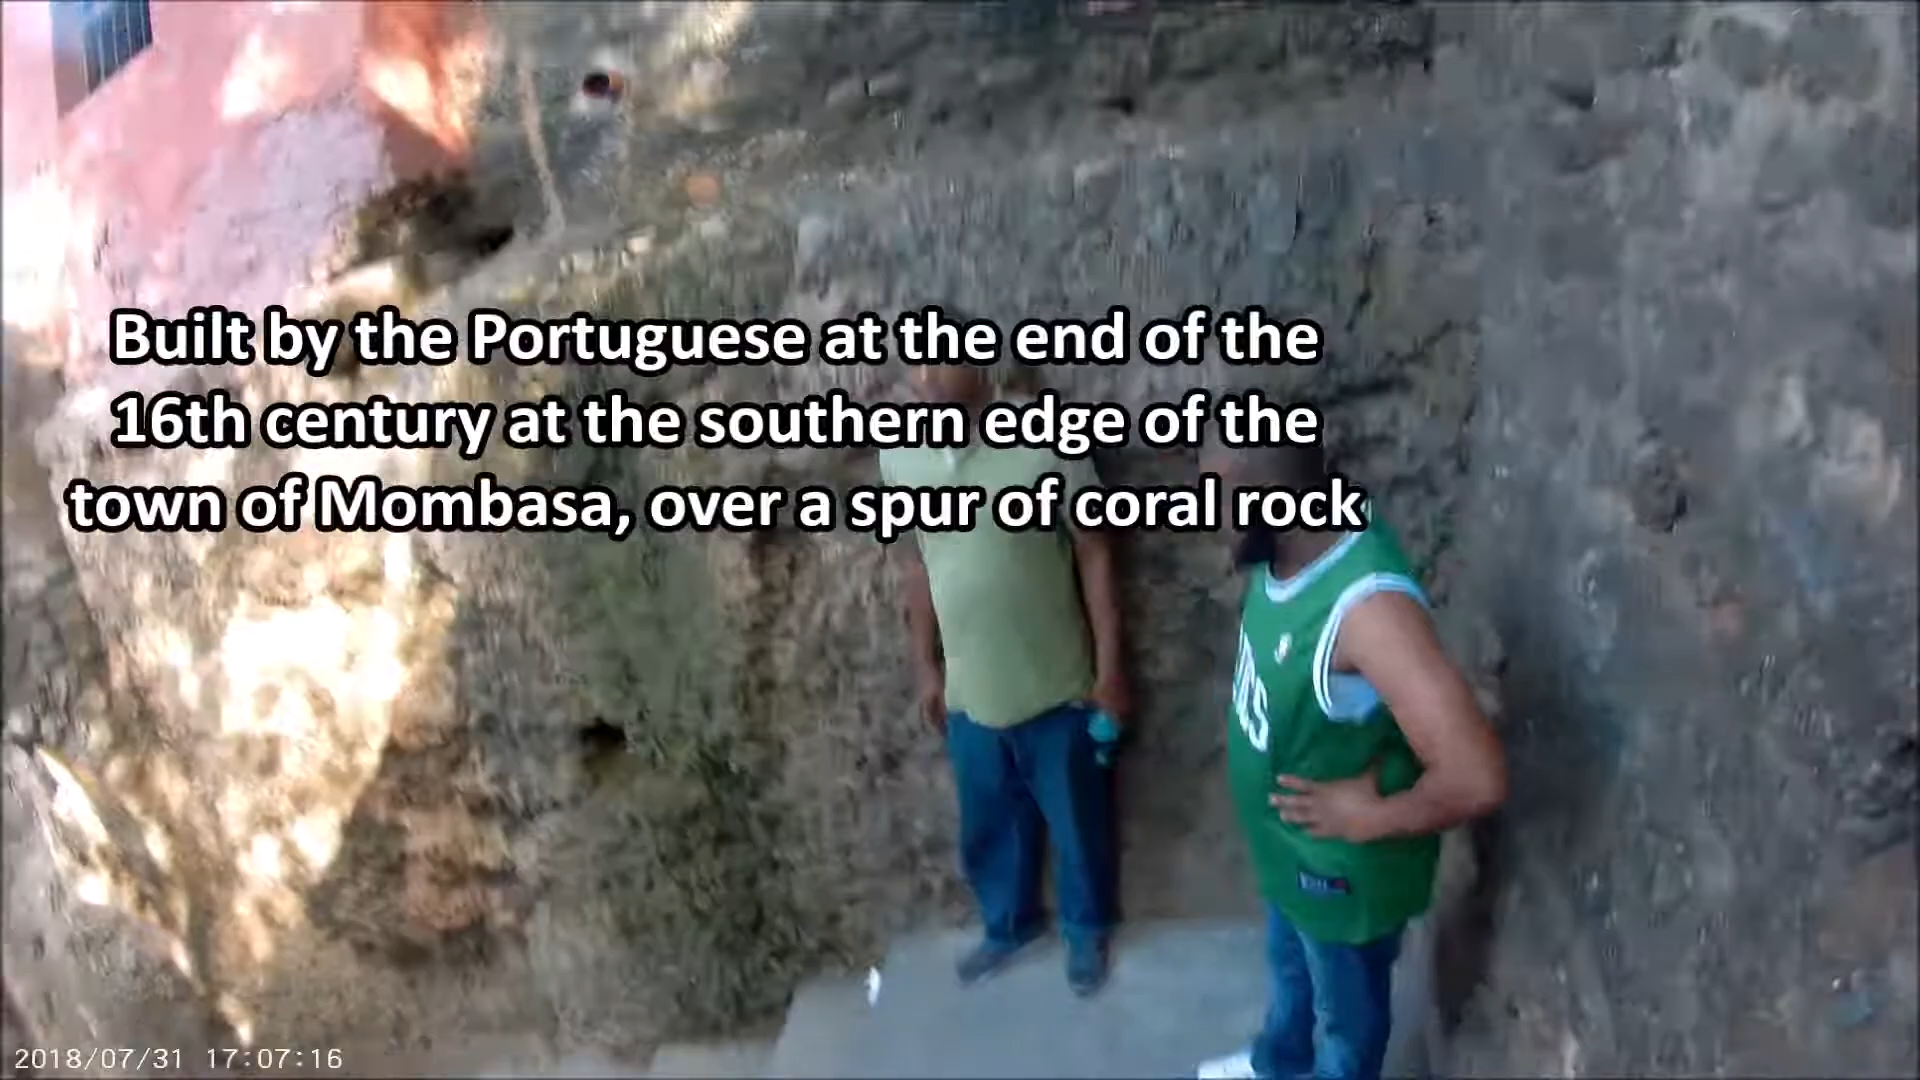 Built by the Portuguese at the end of the
16th century at the southern edge of the
town of Mombasa, over a spur of coral rock
2018/07/31 17:07:16